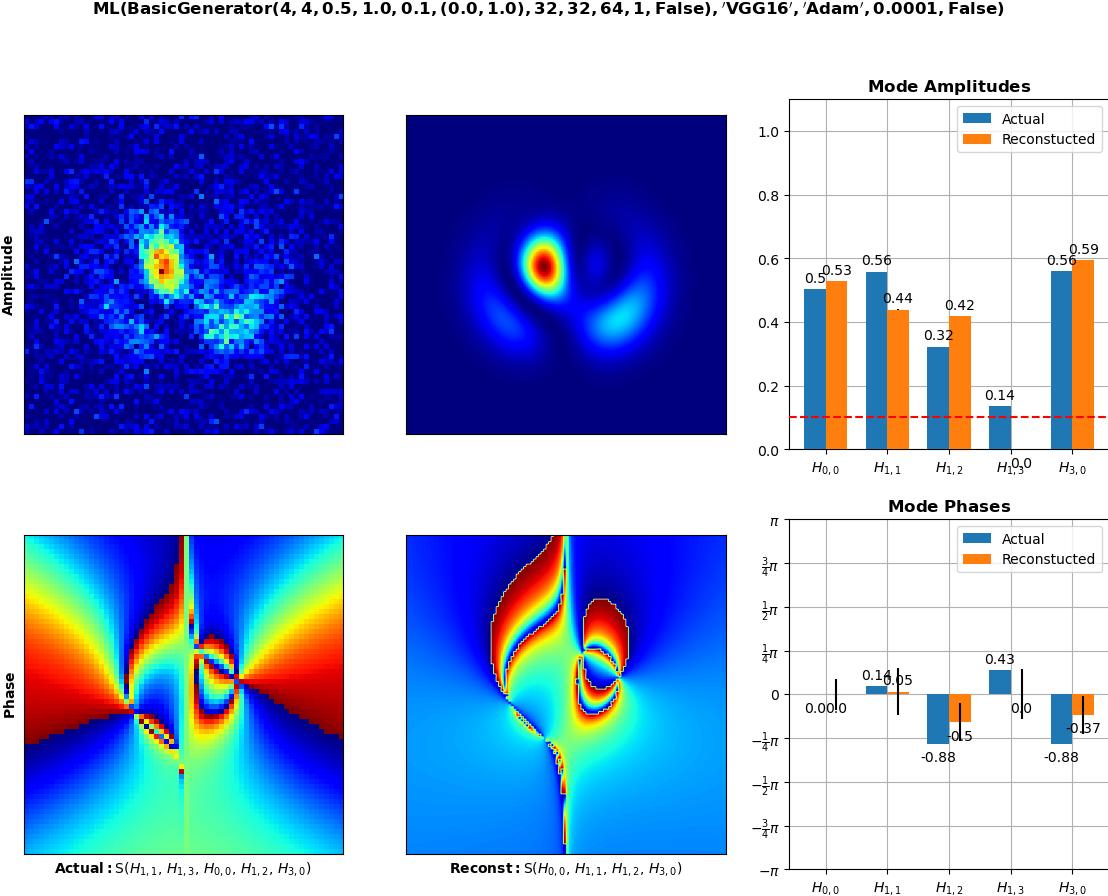 ML(BasicGenerator(4, 4, 0.5, 1.0, 0.1, (0.0, 1.0), 32, 32, 64, 1, False), ′VGG16′, ′Adam′, 0.0001, False)
Amplitude
Mode Amplitudes
Actual
Reconstucted
1.0
0.8
0.6
0.4
0.2
0.0
0.5 0.53 0.56 0.44 0.32 0.42 0.14 0.0 0.56 0.59
H0,0 H1,1 H1,2 H1,3 H3,0
Phase
Mode Phases
Actual
Reconstucted
π
3/4π
1/2π
1/4π
0
−1/4π
−1/2π
−3/4π
−π
0.0 0.0 0.14 0.05 -0.88 -0.5 0.43 0.0 -0.88 -0.37
H0,0 H1,1 H1,2 H1,3 H3,0
Actual: S(H1,1, H1,3, H0,0, H1,2, H3,0)
Reconst: S(H0,0, H1,1, H1,2, H3,0)